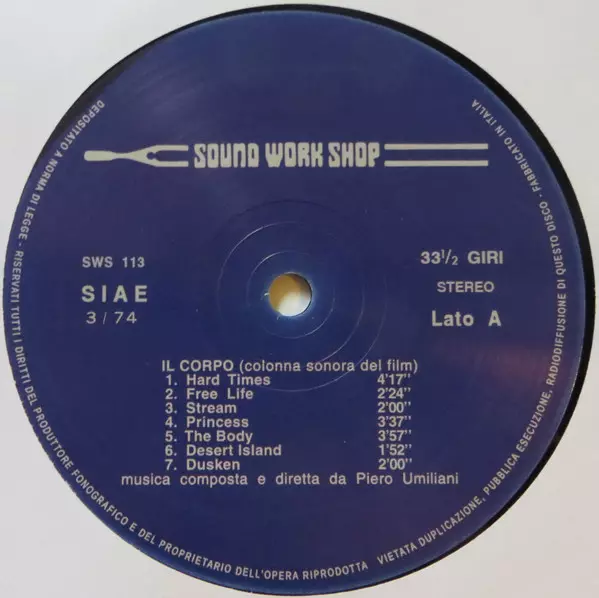 SOUND WORK SHOP
SWS 113
SIAE
3/74
33½ GIRI
STEREO
Lato A
IL CORPO (colonna sonora del film)
1. Hard Times 4'17"
2. Free Life 2'24"
3. Stream 2'00"
4. Princess 3'37"
5. The Body 3'57"
6. Desert Island 1'52"
7. Dusken 2'00"
musica composta e diretta da Piero Umiliani
DEPOSITATO A NORMA DI LEGGE - RISERVATI TUTTI I DIRITTI DEL PRODUTTORE FONOGRAFICO E DEL PROPRIETARIO DELL'OPERA RIPRODOTTA VIETATA DUPLICAZIONE, PUBBLICA ESECUZIONE, RADIODIFFUSIONE DI QUESTO DISCO - FABBRICATO IN ITALIA